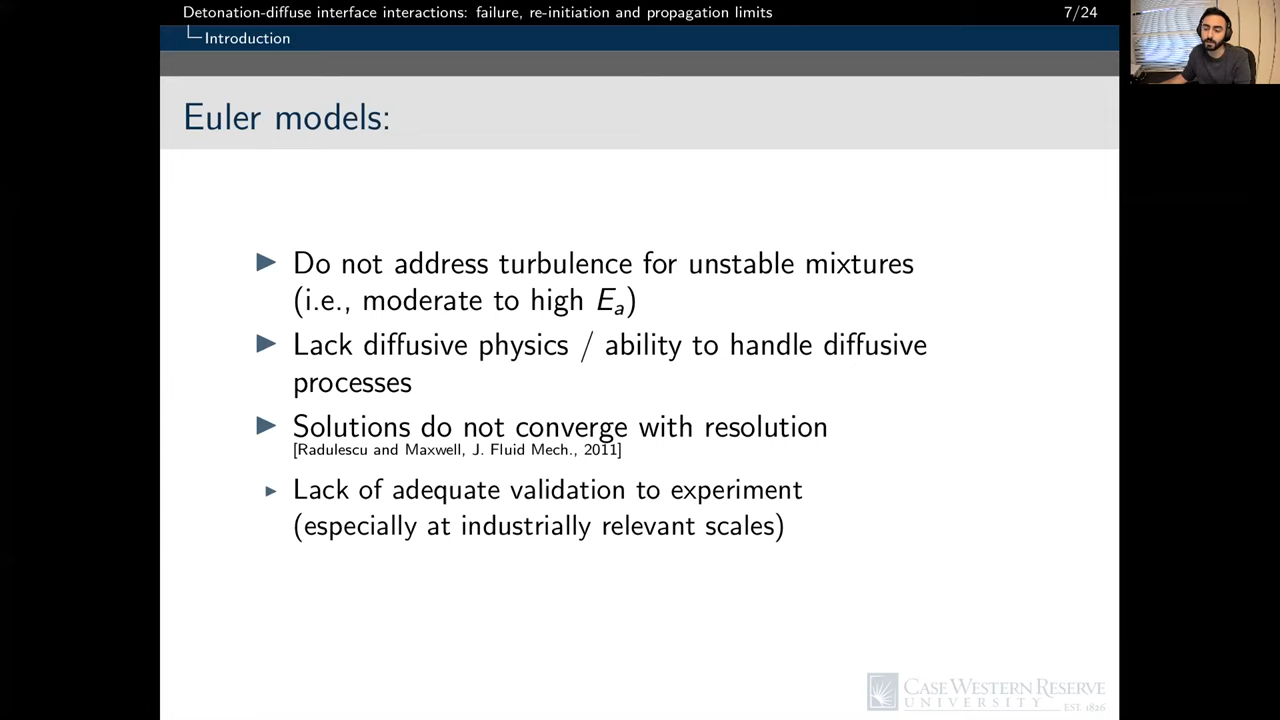 Detonation-diffuse interface interactions: failure, re-initiation and propagation limits 7/24
Introduction
Euler models:
Do not address turbulence for unstable mixtures
(i.e., moderate to high Ea)
Lack diffusive physics / ability to handle diffusive
processes
Solutions do not converge with resolution
[Radulescu and Maxwell, J. Fluid Mech., 2011]
Lack of adequate validation to experiment
(especially at industrially relevant scales)
CASE WESTERN RESERVE
UNIVERSITY EST. 1826